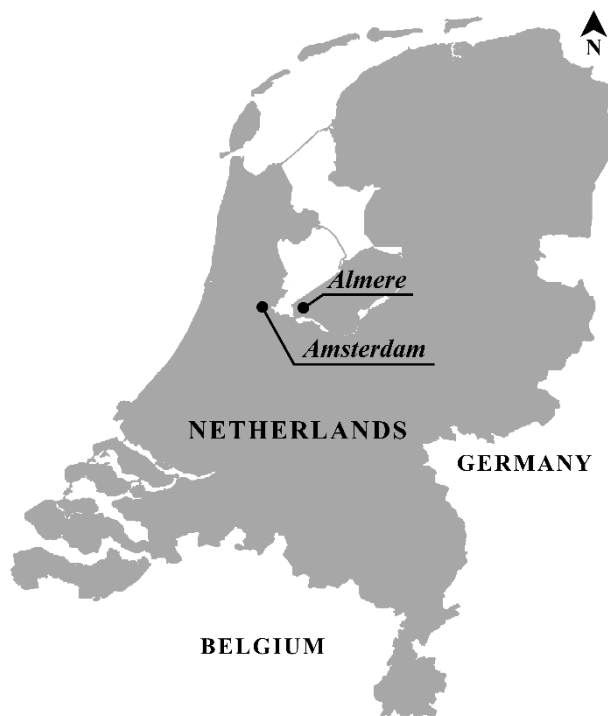 N
Almere
Amsterdam
NETHERLANDS
GERMANY
BELGIUM